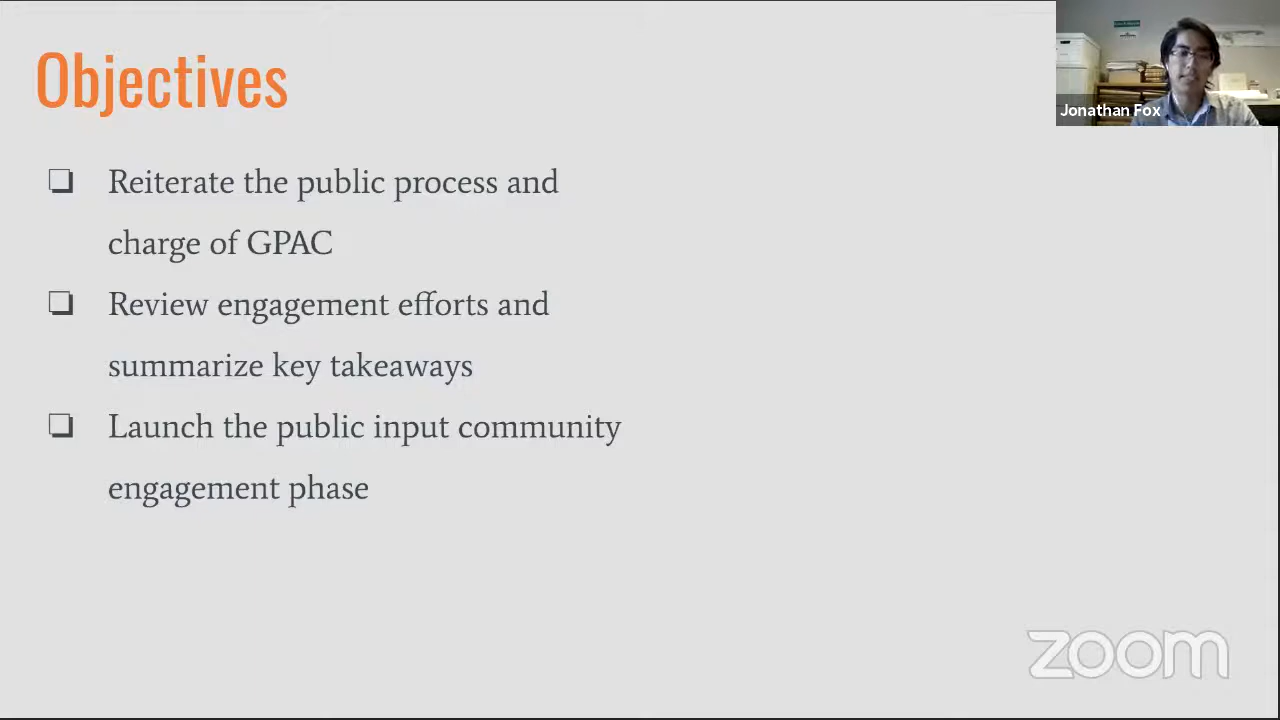 Objectives
Jonathan Fox
❏ Reiterate the public process and
charge of GPAC
❏ Review engagement efforts and
summarize key takeaways
❏ Launch the public input community
engagement phase
zoom